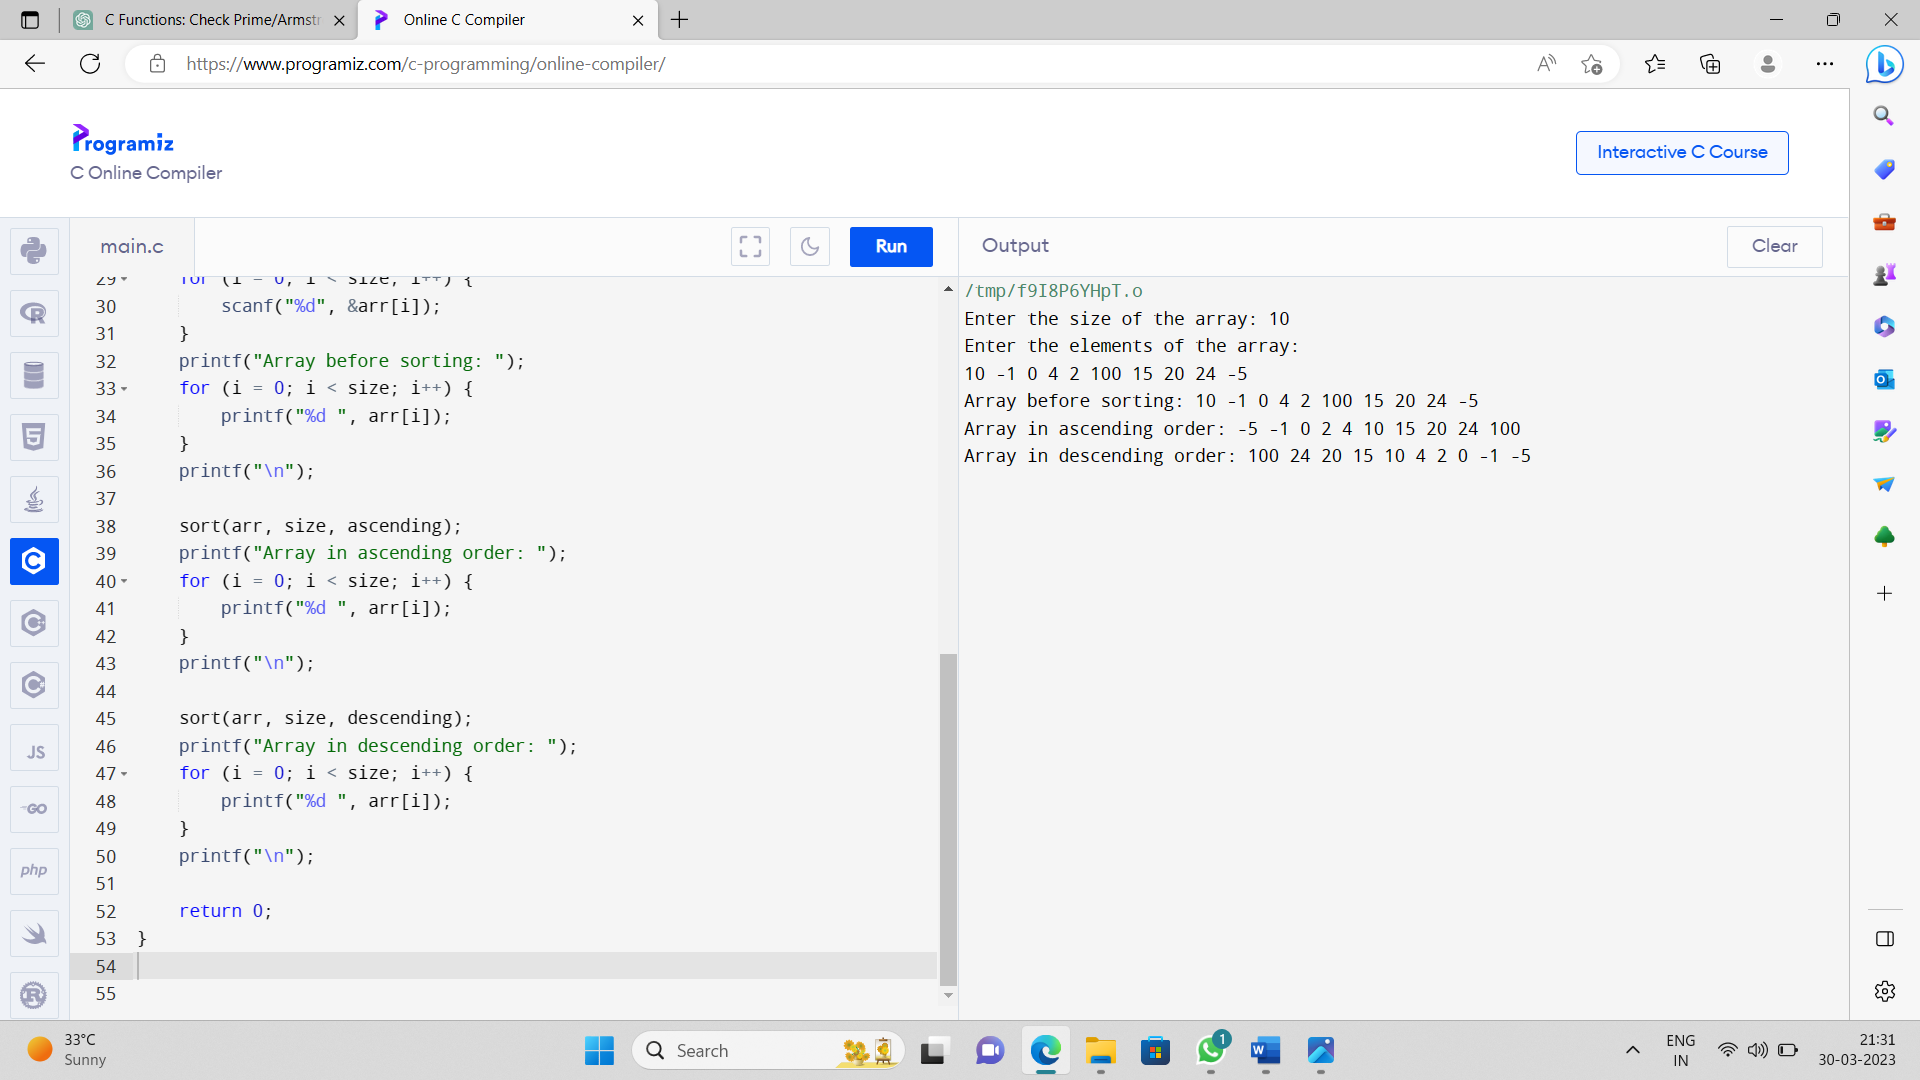 C Functions: Check Prime/Armstr
Online C Compiler
https://www.programiz.com/c-programming/online-compiler/
Programiz
C Online Compiler
Interactive C Course
main.c
Run
Output
Clear
29 for (i = 0; i < size; i++) {
30 scanf("%d", &arr[i]);
31 }
32 printf("Array before sorting: ");
33 for (i = 0; i < size; i++) {
34 printf("%d ", arr[i]);
35 }
36 printf("\n");
37
38 sort(arr, size, ascending);
39 printf("Array in ascending order: ");
40 for (i = 0; i < size; i++) {
41 printf("%d ", arr[i]);
42 }
43 printf("\n");
44
45 sort(arr, size, descending);
46 printf("Array in descending order: ");
47 for (i = 0; i < size; i++) {
48 printf("%d ", arr[i]);
49 }
50 printf("\n");
51
52 return 0;
53 }
54
55
/tmp/f9I8P6YHpT.o
Enter the size of the array: 10
Enter the elements of the array:
10 -1 0 4 2 100 15 20 24 -5
Array before sorting: 10 -1 0 4 2 100 15 20 24 -5
Array in ascending order: -5 -1 0 2 4 10 15 20 24 100
Array in descending order: 100 24 20 15 10 4 2 0 -1 -5
JS
GO
php
33°C
Sunny
Search
1
ENG
IN
21:31
30-03-2023